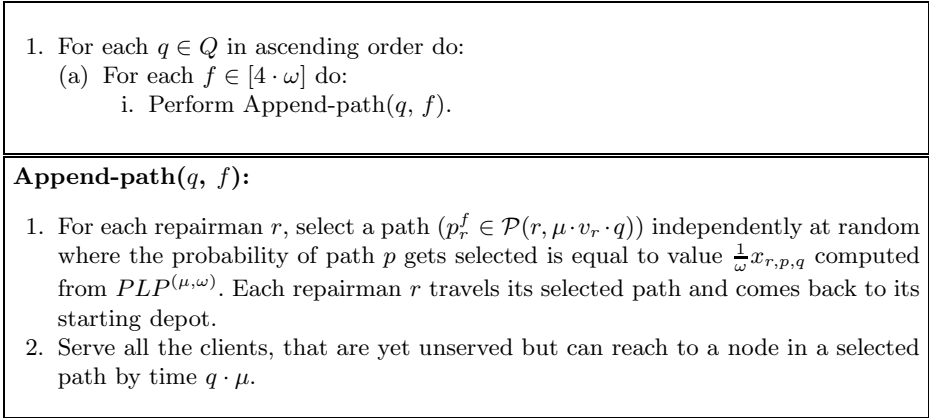 1. For each q ∈ Q in ascending order do:
(a) For each f ∈ [4 · ω] do:
i. Perform Append-path(q, f).
Append-path(q, f):
1. For each repairman r, select a path (p_r^f ∈ P(r, μ·v_r·q)) independently at random
where the probability of path p gets selected is equal to value 1/ω x_{r,p,q} computed
from PLP^{(μ,ω)}. Each repairman r travels its selected path and comes back to its
starting depot.
2. Serve all the clients, that are yet unserved but can reach to a node in a selected
path by time q · μ.